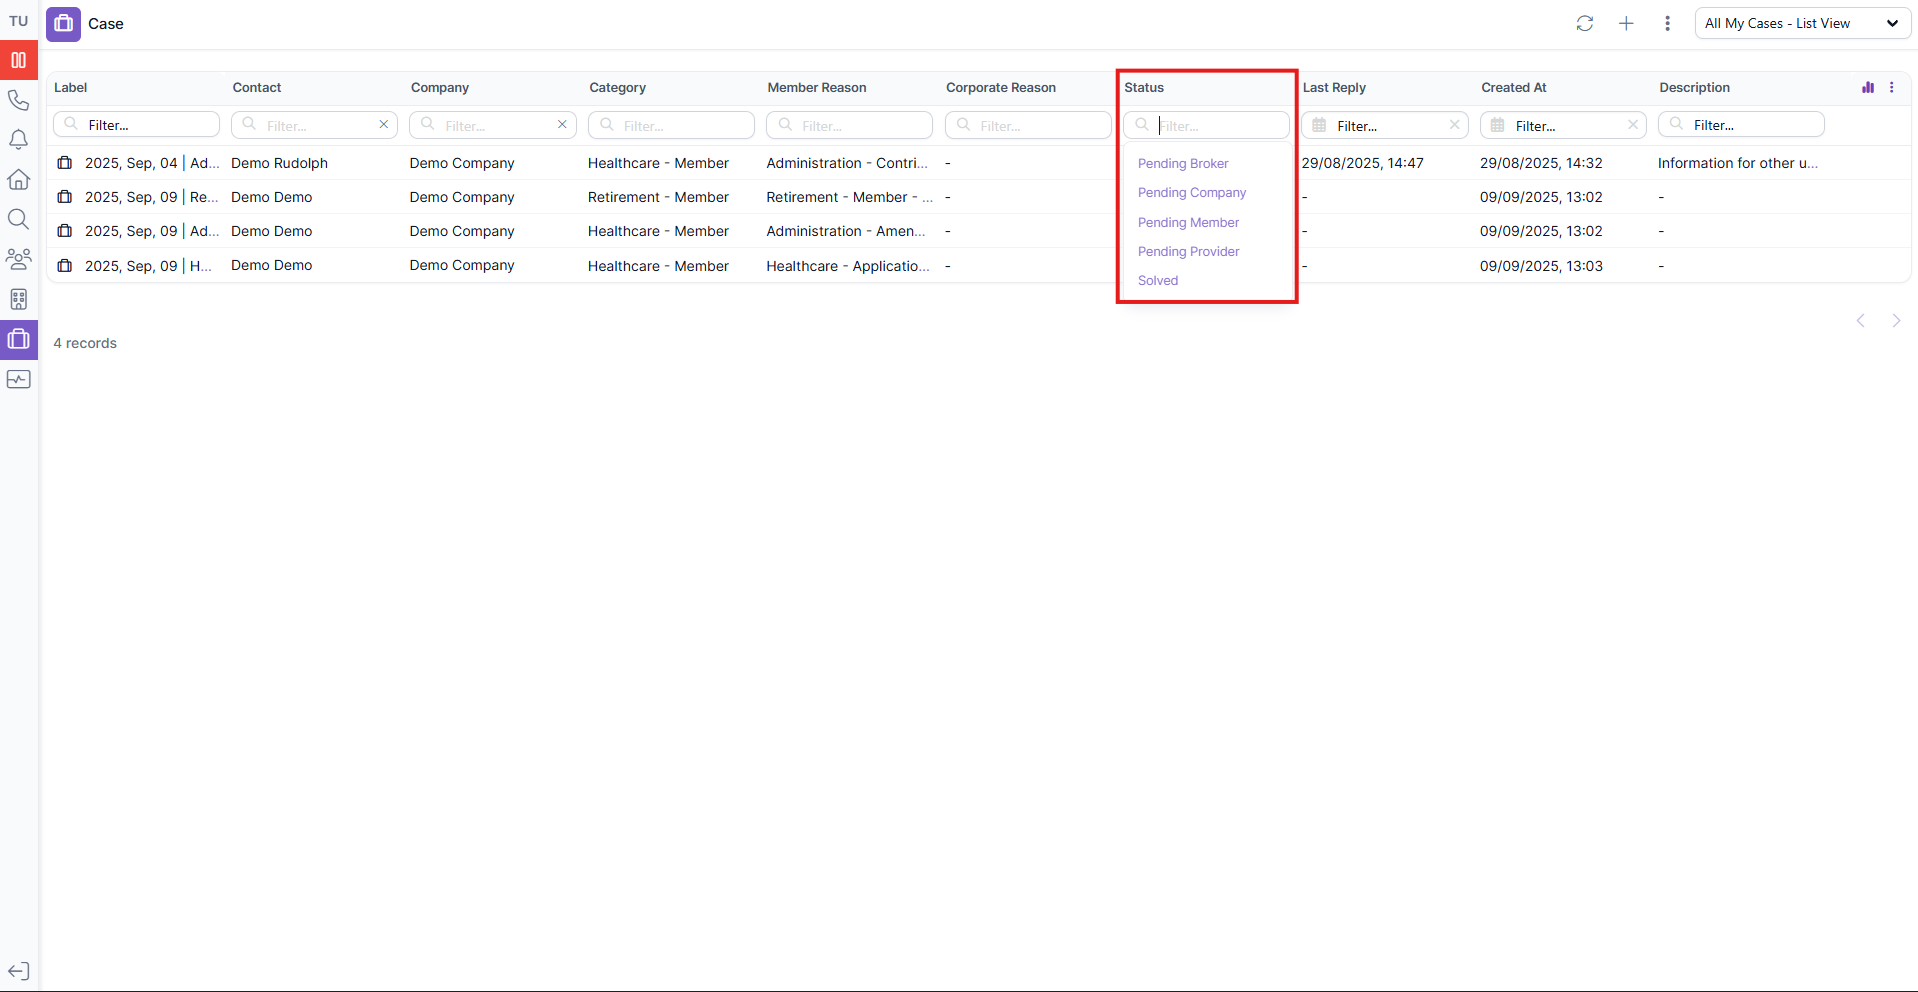 TU
Case
All My Cases - List View
Label Contact Company Category Member Reason Corporate Reason Status Last Reply Created At Description
Filter... Filter... Filter... Filter... Filter... Filter... Filter... Filter... Filter... Filter...
2025, Sep, 04 | Ad... Demo Rudolph Demo Company Healthcare - Member Administration - Contri... - 29/08/2025, 14:47 29/08/2025, 14:32 Information for other u...
2025, Sep, 09 | Re... Demo Demo Demo Company Retirement - Member Retirement - Member - ... - - 09/09/2025, 13:02 -
2025, Sep, 09 | Ad... Demo Demo Demo Company Healthcare - Member Administration - Amen... - - 09/09/2025, 13:02 -
2025, Sep, 09 | H... Demo Demo Demo Company Healthcare - Member Healthcare - Applicatio... - - 09/09/2025, 13:03 -
Pending Broker
Pending Company
Pending Member
Pending Provider
Solved
4 records